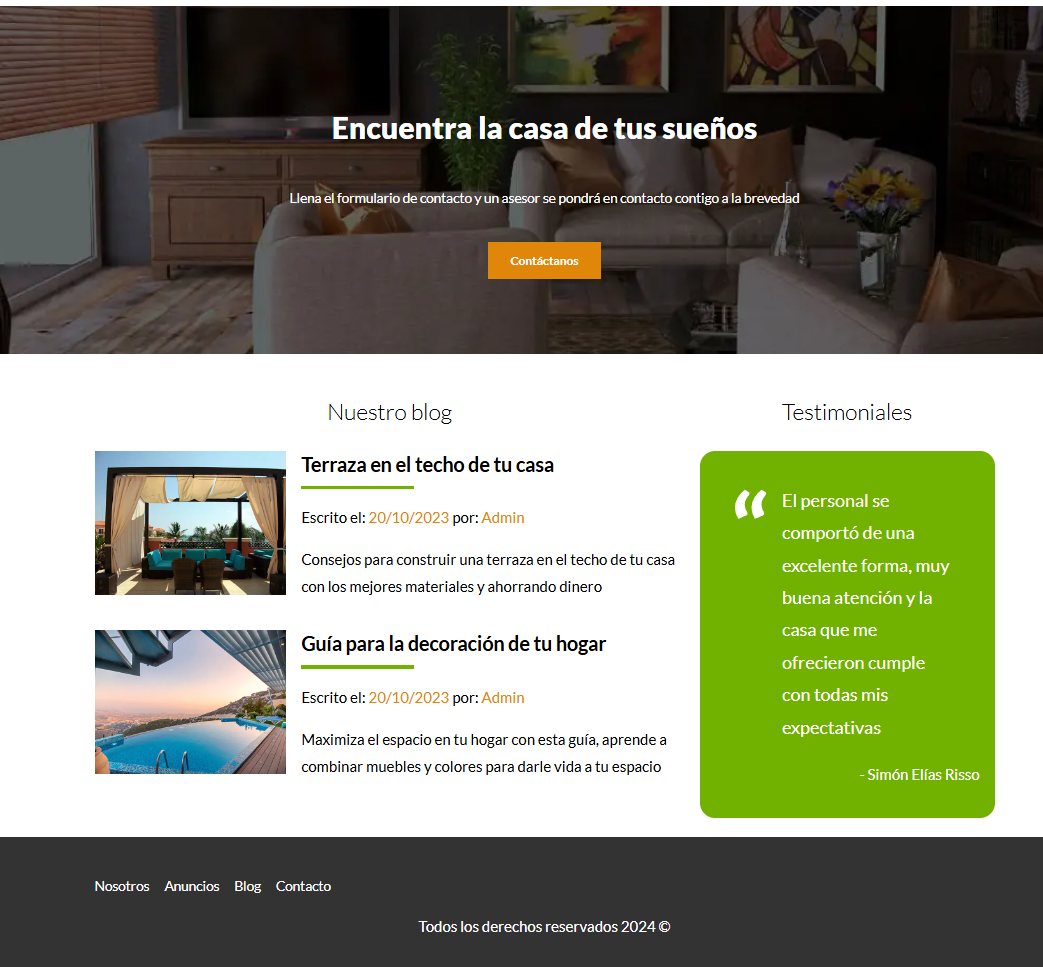 Encuentra la casa de tus sueños
Llena el formulario de contacto y un asesor se pondrá en contacto contigo a la brevedad
Contáctanos
Nuestro blog
Terraza en el techo de tu casa
Escrito el: 20/10/2023 por: Admin
Consejos para construir una terraza en el techo de tu casa
con los mejores materiales y ahorrando dinero
Guía para la decoración de tu hogar
Escrito el: 20/10/2023 por: Admin
Maximiza el espacio en tu hogar con esta guía, aprende a
combinar muebles y colores para darle vida a tu espacio
Testimoniales
“ El personal se
comportó de una
excelente forma, muy
buena atención y la
casa que me
ofrecieron cumple
con todas mis
expectativas
- Simón Elías Risso
Nosotros Anuncios Blog Contacto
Todos los derechos reservados 2024 ©